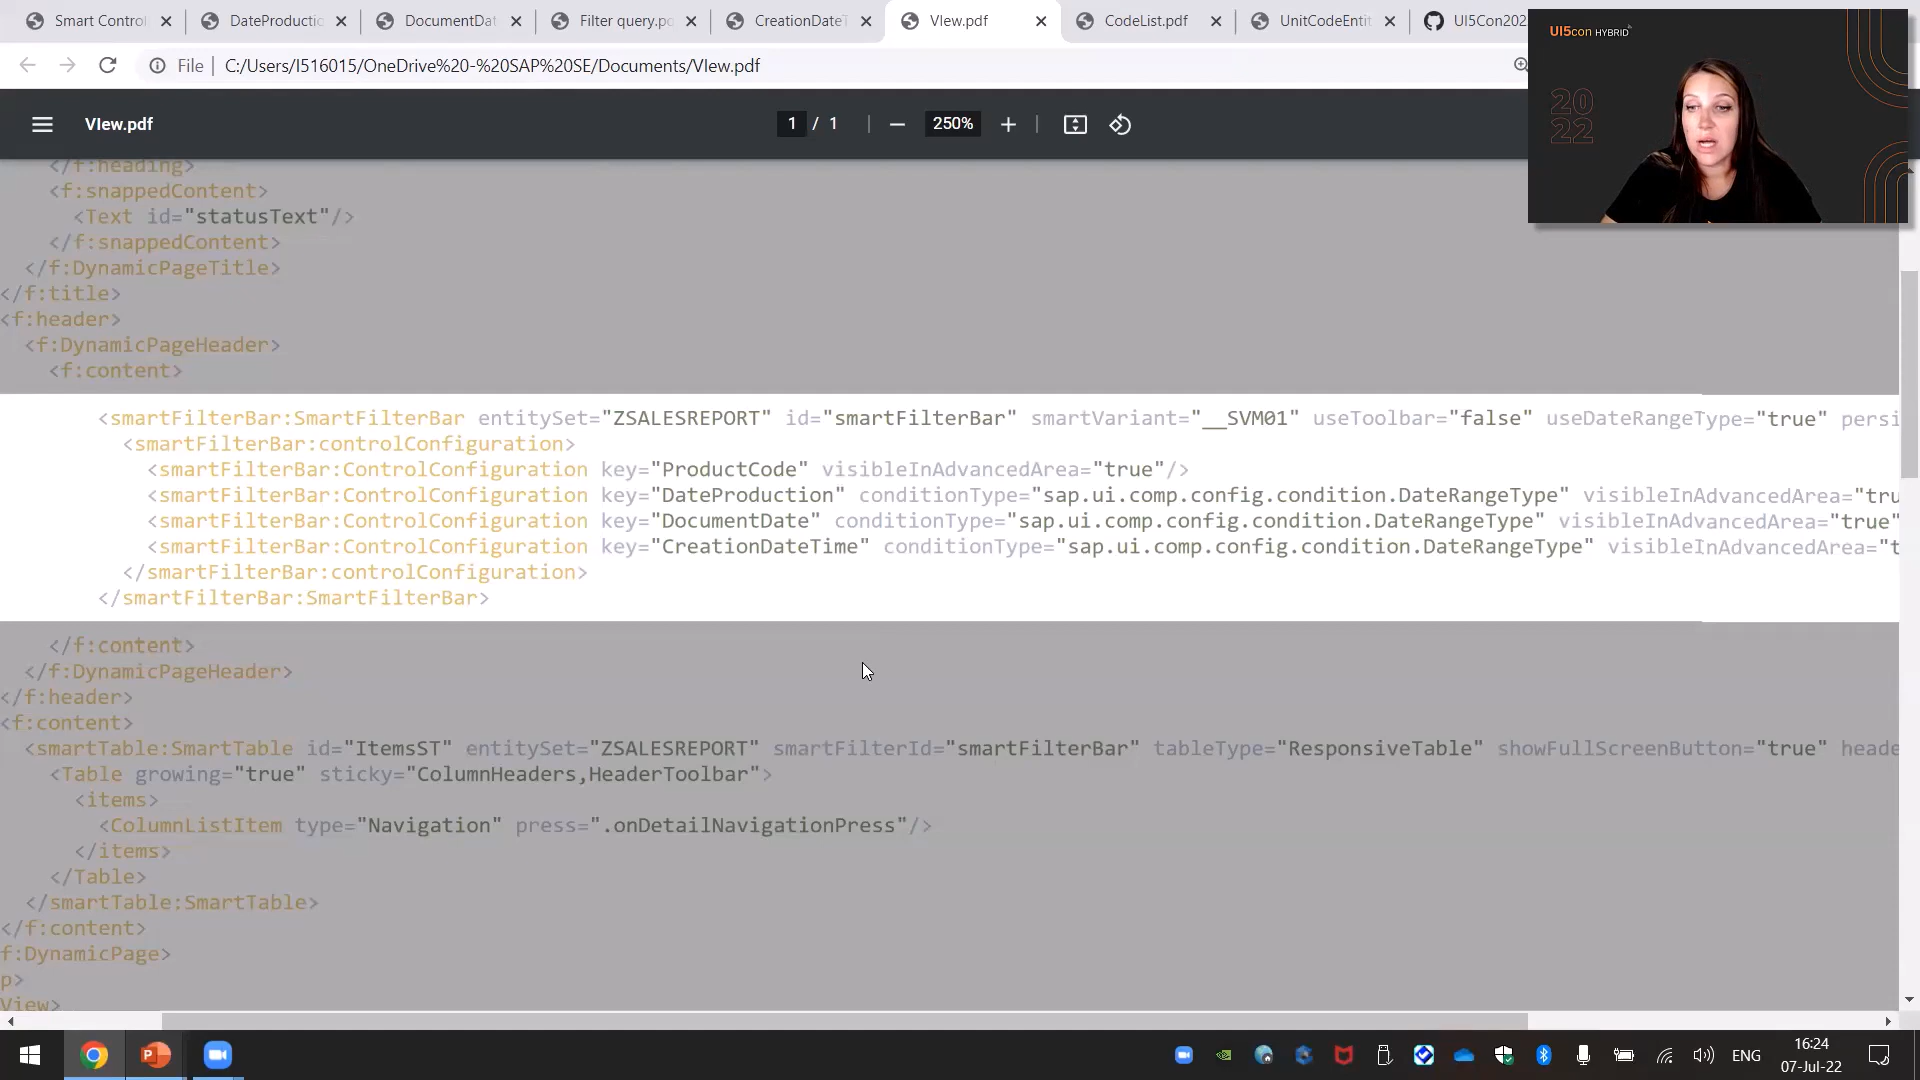 Smart Control
DateProductio
DocumentDat
Filter query.po
CreationDateT
VIew.pdf
CodeList.pdf
UnitCodeEntit
UI5Con202
File
C:/Users/I516015/OneDrive%20-%20SAP%20SE/Documents/VIew.pdf
UI5con HYBRID
20
22
VIew.pdf
1 / 1
250%
</f:heading>
<f:snappedContent>
<Text id="statusText"/>
</f:snappedContent>
</f:DynamicPageTitle>
</f:title>
<f:header>
<f:DynamicPageHeader>
<f:content>
<smartFilterBar:SmartFilterBar entitySet="ZSALESREPORT" id="smartFilterBar" smartVariant="__SVM01" useToolbar="false" useDateRangeType="true" persi
<smartFilterBar:controlConfiguration>
<smartFilterBar:ControlConfiguration key="ProductCode" visibleInAdvancedArea="true"/>
<smartFilterBar:ControlConfiguration key="DateProduction" conditionType="sap.ui.comp.config.condition.DateRangeType" visibleInAdvancedArea="tru
<smartFilterBar:ControlConfiguration key="DocumentDate" conditionType="sap.ui.comp.config.condition.DateRangeType" visibleInAdvancedArea="true"
<smartFilterBar:ControlConfiguration key="CreationDateTime" conditionType="sap.ui.comp.config.condition.DateRangeType" visibleInAdvancedArea="t
</smartFilterBar:controlConfiguration>
</smartFilterBar:SmartFilterBar>
</f:content>
</f:DynamicPageHeader>
</f:header>
<f:content>
<smartTable:SmartTable id="ItemsST" entitySet="ZSALESREPORT" smartFilterId="smartFilterBar" tableType="ResponsiveTable" showFullScreenButton="true" heade
<Table growing="true" sticky="ColumnHeaders,HeaderToolbar">
<items>
<ColumnListItem type="Navigation" press=".onDetailNavigationPress"/>
</items>
</Table>
</smartTable:SmartTable>
</f:content>
f:DynamicPage>
p>
View>
ENG
16:24
07-Jul-22